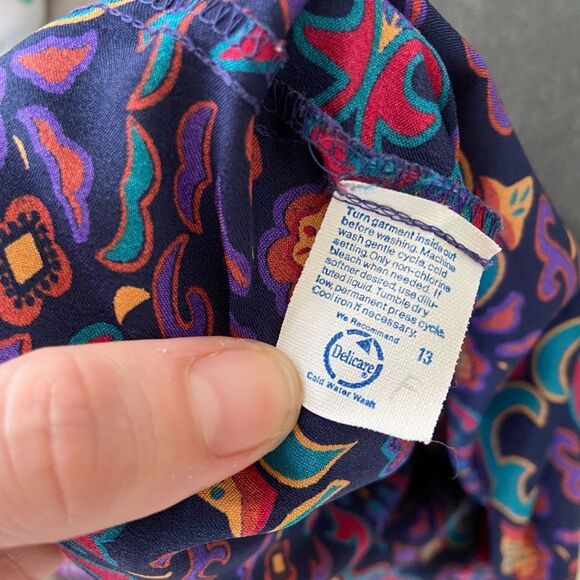 Turn garment inside out
before washing. Machine
wash gentle cycle, cold
setting. Only non-chlorine
bleach when needed. If
softner desired, use dilu-
ted liquid. Tumble dry
low, permanent press cycle.
Cool iron if necessary.
We Recommend
13
Delicare®
Cold Water Wash